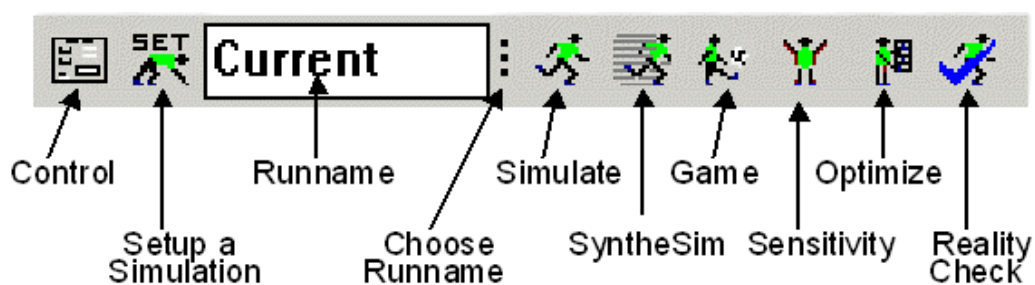 SET
Current
Control Runname Simulate Game Optimize
Setup a Choose SyntheSim Sensitivity Reality
Simulation Runname Check